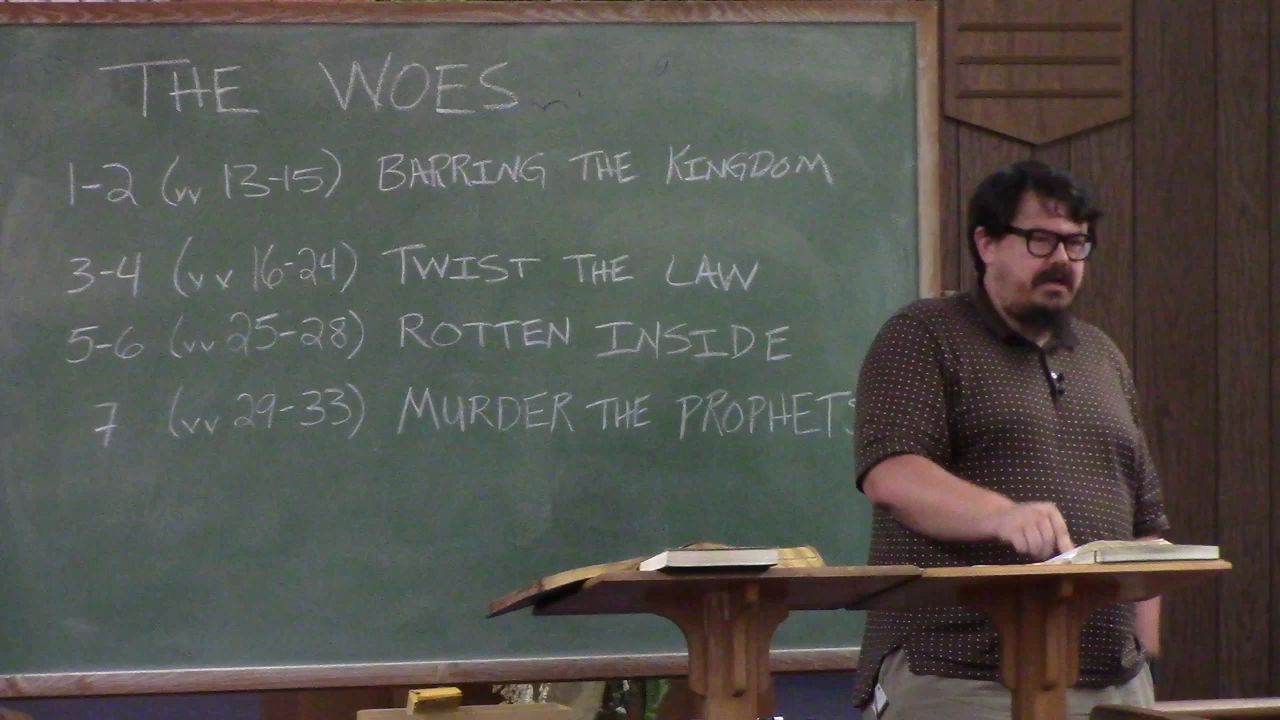 THE WOES
1-2 (vv 13-15) BARRING THE KINGDOM
3-4 (vv 16-24) TWIST THE LAW
5-6 (vv 25-28) ROTTEN INSIDE
7 (vv 29-33) MURDER THE PROPHETS